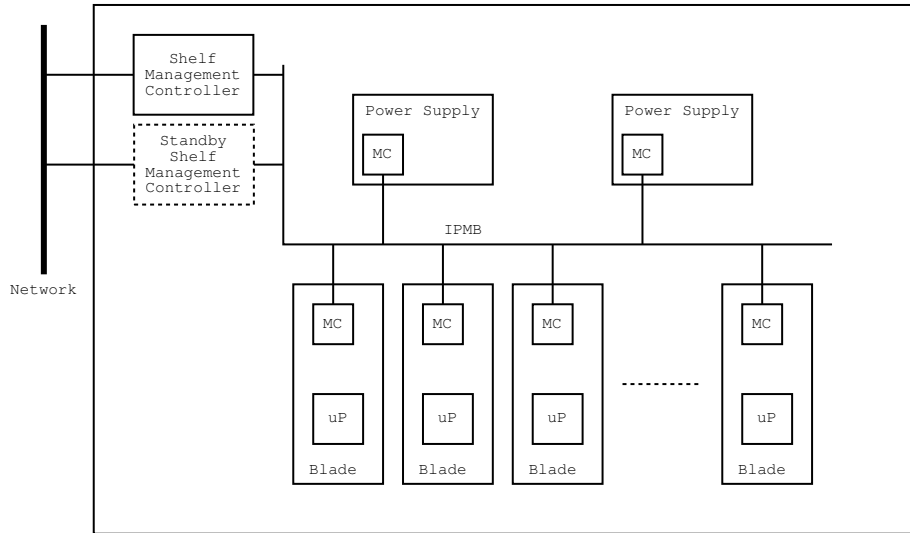 Shelf
Management
Controller
Standby
Shelf
Management
Controller
Power Supply
MC
Power Supply
MC
IPMB
Network
MC
MC
MC
MC
uP
uP
uP
uP
Blade
Blade
Blade
Blade